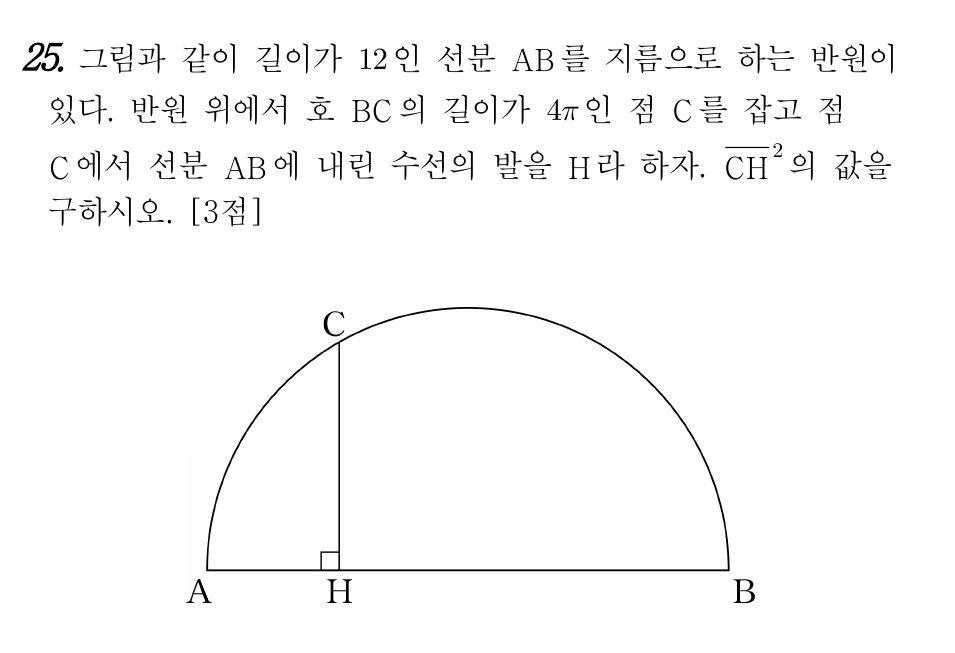 25. 그림과 같이 길이가 12인 선분 AB를 지름으로 하는 반원이
있다. 반원 위에서 호 BC의 길이가 4π인 점 C를 잡고 점
C에서 선분 AB에 내린 수선의 발을 H라 하자. $\overline{CH}^2$의 값을
구하시오. [3점]
C
A H B